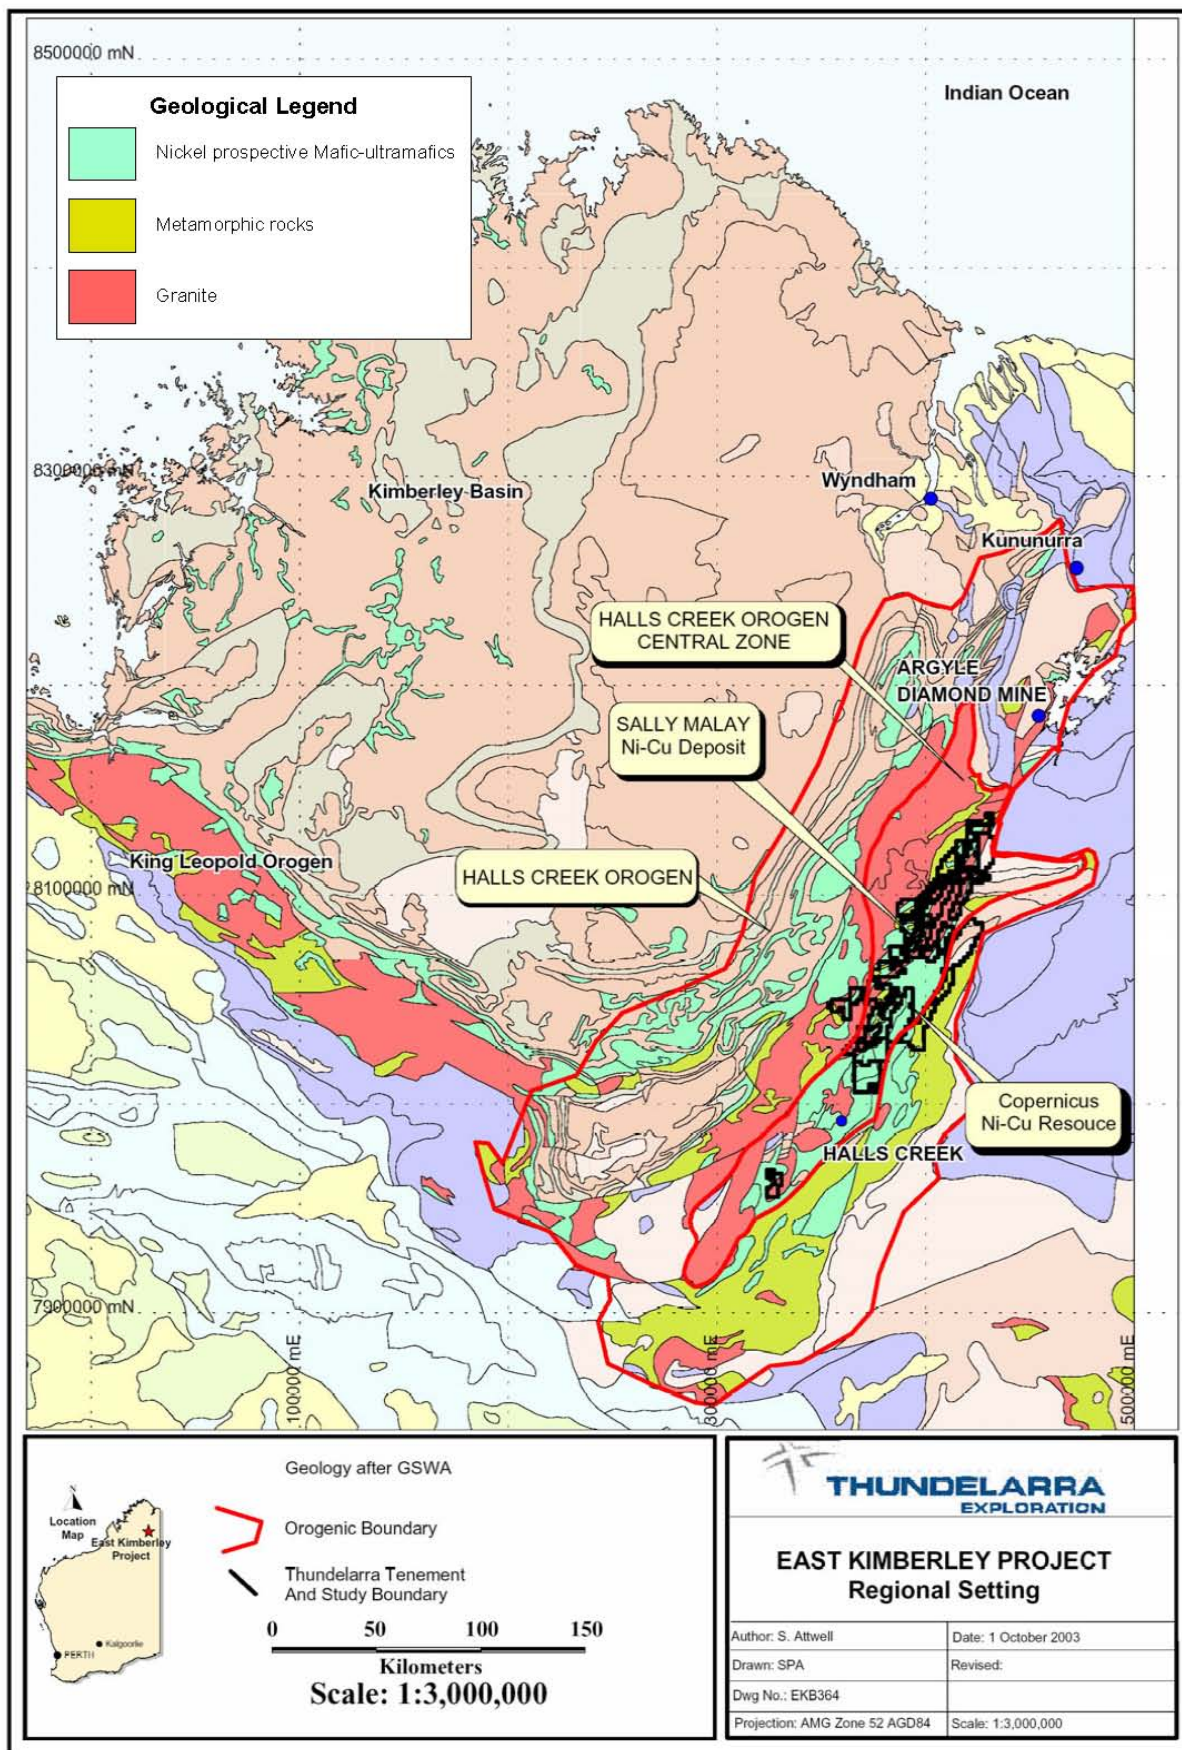 8500000 mN
Indian Ocean
Geological Legend
Nickel prospective Mafic-ultramafics
Metamorphic rocks
Granite
8300000 mN
Kimberley Basin
Wyndham
Kununurra
HALLS CREEK OROGEN
CENTRAL ZONE
ARGYLE
DIAMOND MINE
SALLY MALAY
Ni-Cu Deposit
King Leopold Orogen
HALLS CREEK OROGEN
8100000 mN
Copernicus
Ni-Cu Resouce
HALLS CREEK
7900000 mN
100000 mE
300000 mE
500000 mE
Geology after GSWA
N
Location
Map
East Kimberley
Project
Orogenic Boundary
Thundelarra Tenement
And Study Boundary
Kalgoorlie
PERTH
0 50 100 150
Kilometers
Scale: 1:3,000,000
THUNDELARRA
EXPLORATION
EAST KIMBERLEY PROJECT
Regional Setting
Author: S. Attwell
Date: 1 October 2003
Drawn: SPA
Revised:
Dwg No.: EKB364
Projection: AMG Zone 52 AGD84
Scale: 1:3,000,000